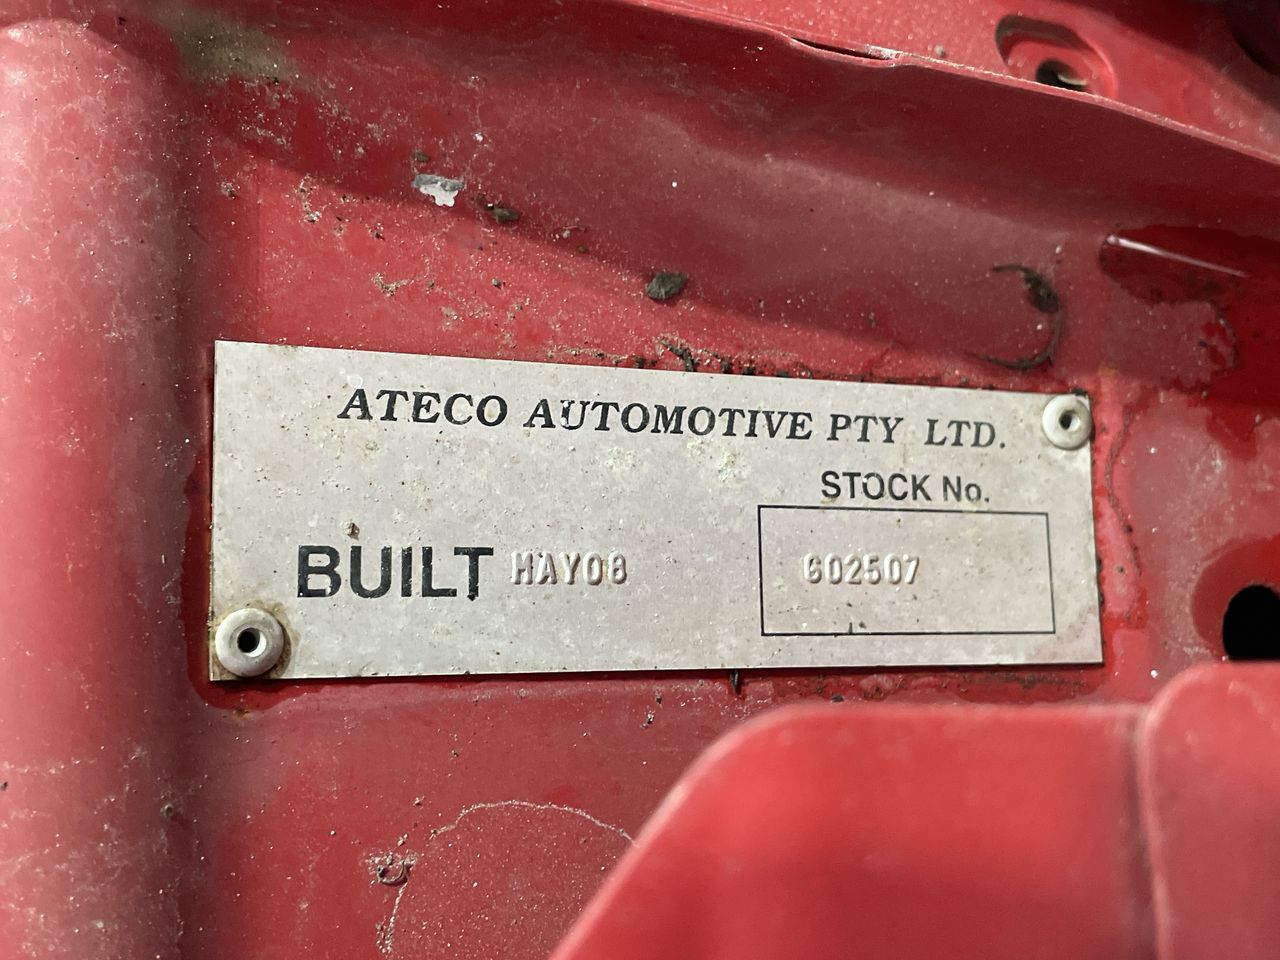 ATECO AUTOMOTIVE PTY LTD.
STOCK No.
BUILT MAY08
602507